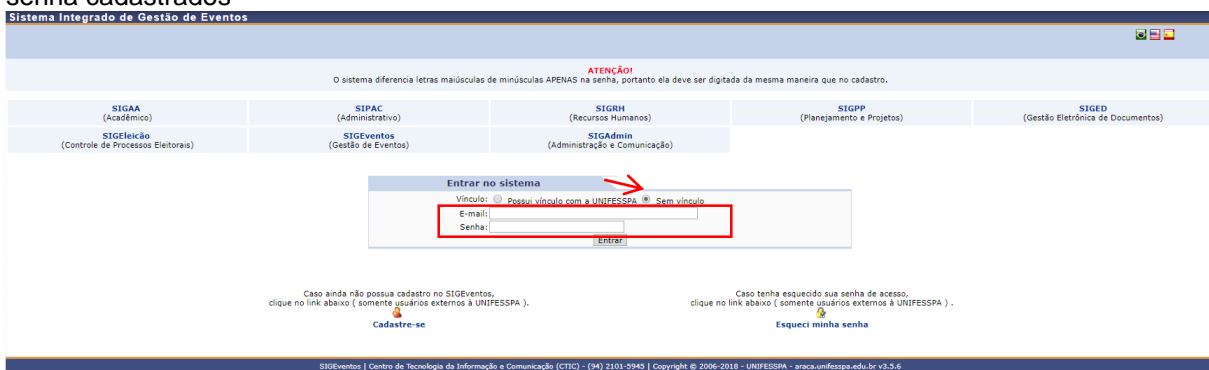 senha cadastrados
Sistema Integrado de Gestão de Eventos
ATENÇÃO!
O sistema diferencia letras maiúsculas de minúsculas APENAS na senha, portanto ela deve ser digitada da mesma maneira que no cadastro.
SIGAA
(Acadêmico)
SIPAC
(Administrativo)
SIGRH
(Recursos Humanos)
SIGPP
(Planejamento e Projetos)
SIGED
(Gestão Eletrônica de Documentos)
SIGEleicão
(Controle de Processos Eleitorais)
SIGEventos
(Gestão de Eventos)
SIGAdmin
(Administração e Comunicação)
Entrar no sistema
Vínculo: Possui vínculo com a UNIFESSPA Sem vínculo
E-mail:
Senha:
Entrar
Caso ainda não possua cadastro no SIGEventos,
clique no link abaixo ( somente usuários externos à UNIFESSPA ).
Cadastre-se
Caso tenha esquecido sua senha de acesso,
clique no link abaixo ( somente usuários externos à UNIFESSPA ) .
Esqueci minha senha
SIGEventos | Centro de Tecnologia da Informação e Comunicação (CTIC) - (94) 2101-5945 | Copyright © 2006-2018 - UNIFESSPA - araca.unifesspa.edu.br v3.5.6